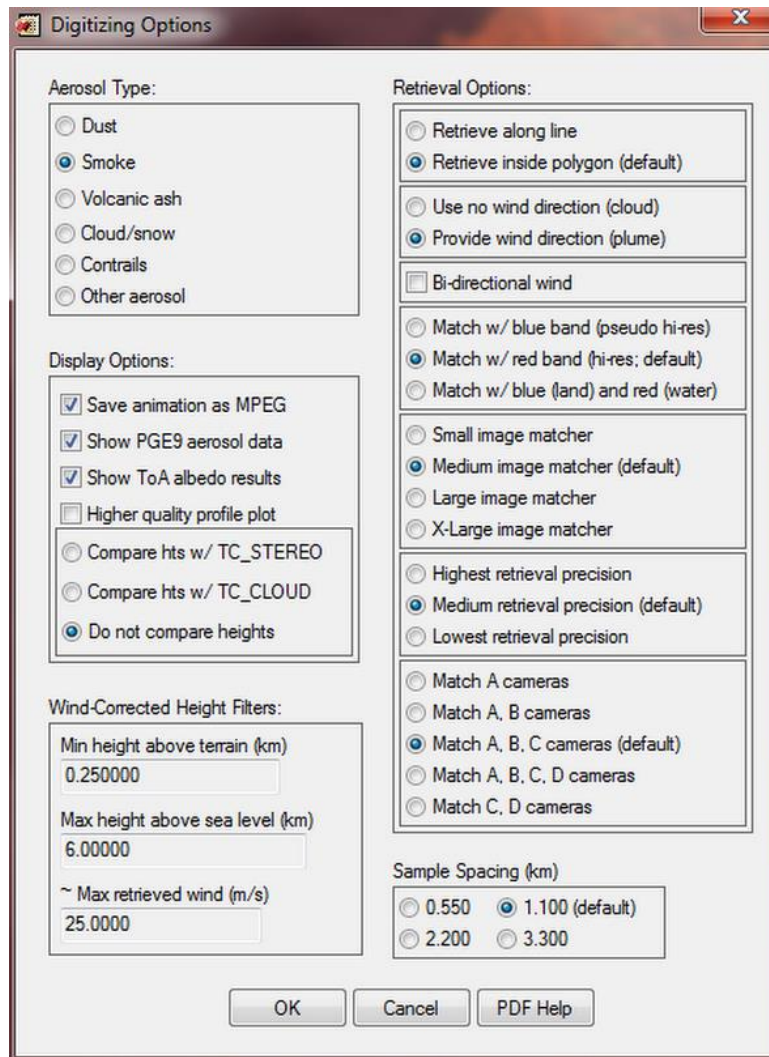 Digitizing Options
Aerosol Type:
Dust
Smoke
Volcanic ash
Cloud/snow
Contrails
Other aerosol
Display Options:
Save animation as MPEG
Show PGE9 aerosol data
Show ToA albedo results
Higher quality profile plot
Compare hts w/ TC_STEREO
Compare hts w/ TC_CLOUD
Do not compare heights
Wind-Corrected Height Filters:
Min height above terrain (km)
0.250000
Max height above sea level (km)
6.00000
~ Max retrieved wind (m/s)
25.0000
Retrieval Options:
Retrieve along line
Retrieve inside polygon (default)
Use no wind direction (cloud)
Provide wind direction (plume)
Bi-directional wind
Match w/ blue band (pseudo hi-res)
Match w/ red band (hi-res; default)
Match w/ blue (land) and red (water)
Small image matcher
Medium image matcher (default)
Large image matcher
X-Large image matcher
Highest retrieval precision
Medium retrieval precision (default)
Lowest retrieval precision
Match A cameras
Match A, B cameras
Match A, B, C cameras (default)
Match A, B, C, D cameras
Match C, D cameras
Sample Spacing (km)
0.550 1.100 (default)
2.200 3.300
OK Cancel PDF Help